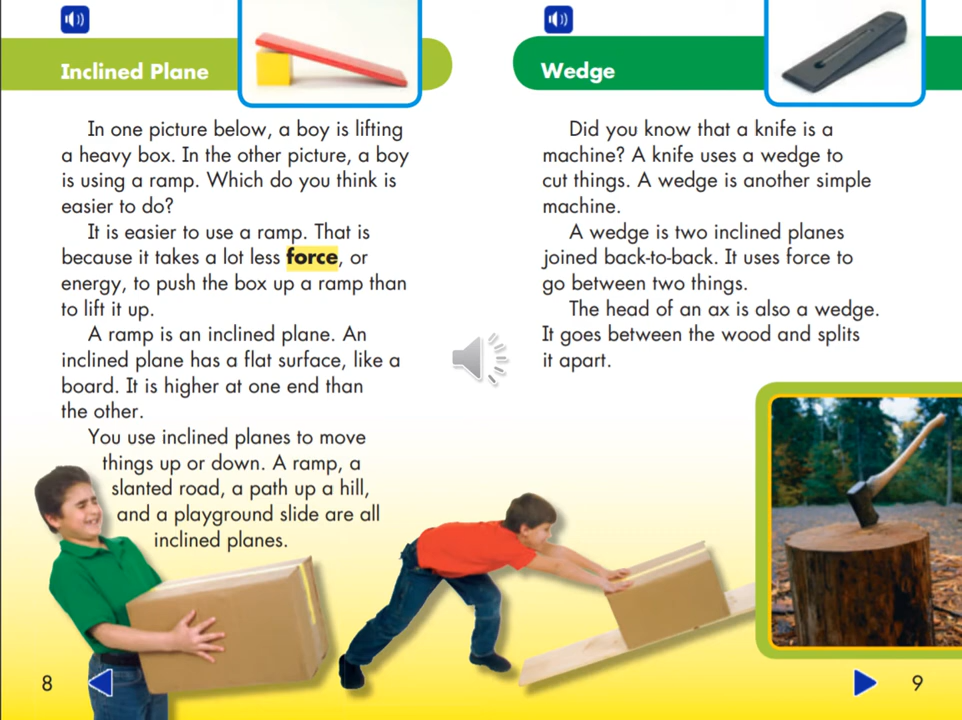 Inclined Plane
In one picture below, a boy is lifting
a heavy box. In the other picture, a boy
is using a ramp. Which do you think is
easier to do?
It is easier to use a ramp. That is
because it takes a lot less force, or
energy, to push the box up a ramp than
to lift it up.
A ramp is an inclined plane. An
inclined plane has a flat surface, like a
board. It is higher at one end than
the other.
You use inclined planes to move
things up or down. A ramp, a
slanted road, a path up a hill,
and a playground slide are all
inclined planes.
8
Wedge
Did you know that a knife is a
machine? A knife uses a wedge to
cut things. A wedge is another simple
machine.
A wedge is two inclined planes
joined back-to-back. It uses force to
go between two things.
The head of an ax is also a wedge.
It goes between the wood and splits
it apart.
9